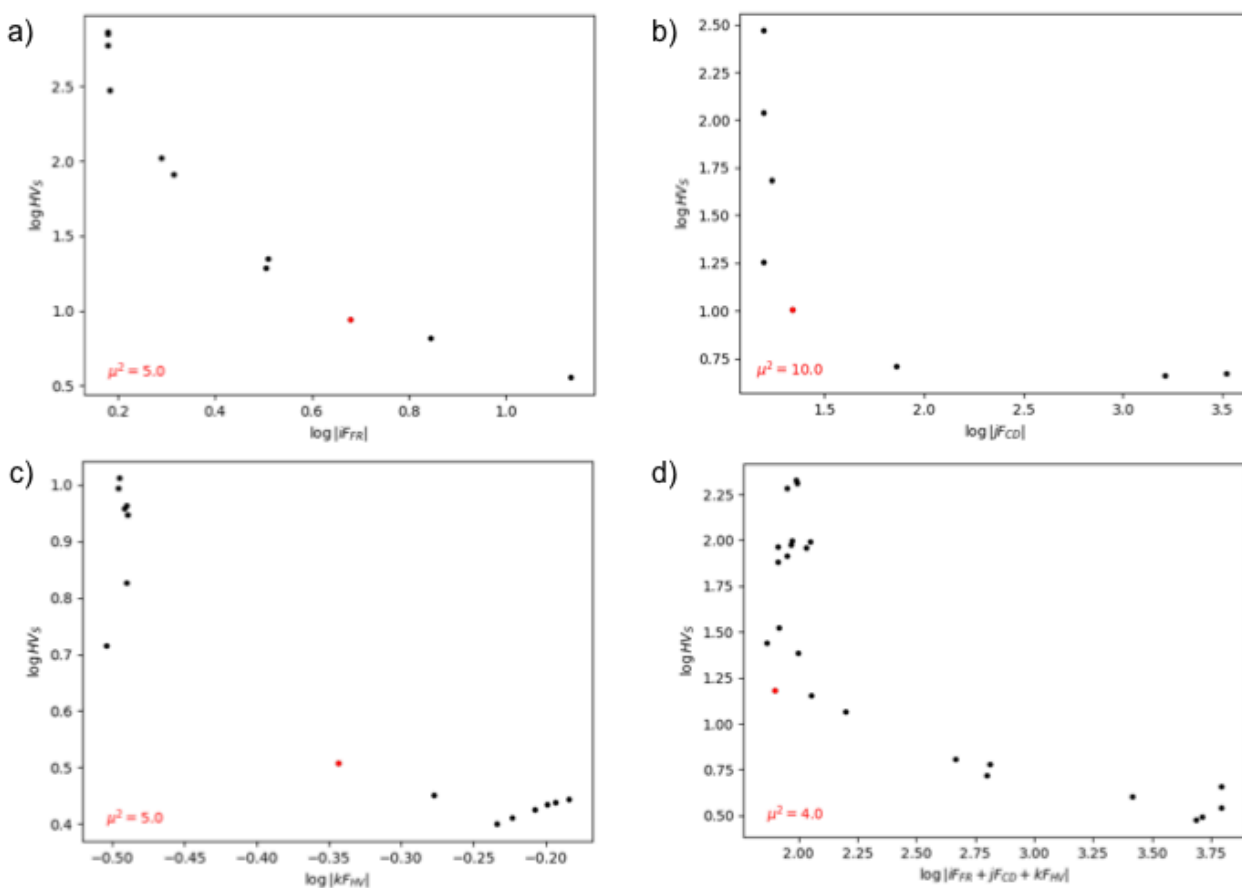 a)
2.5
2.0
1.5
1.0
0.5
log HV_S
μ² = 5.0
0.2 0.4 0.6 0.8 1.0
log |iF_FR|
b)
2.50
2.25
2.00
1.75
1.50
1.25
1.00
0.75
log HV_S
μ² = 10.0
1.5 2.0 2.5 3.0 3.5
log |jF_CD|
c)
1.0
0.9
0.8
0.7
0.6
0.5
0.4
log HV_S
μ² = 5.0
−0.50 −0.45 −0.40 −0.35 −0.30 −0.25 −0.20
log |kF_HV|
d)
2.25
2.00
1.75
1.50
1.25
1.00
0.75
0.50
log HV_S
μ² = 4.0
2.00 2.25 2.50 2.75 3.00 3.25 3.50 3.75
log |iF_FR + jF_CD + kF_HV|